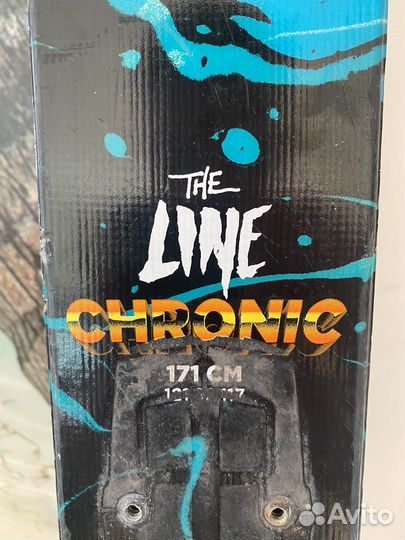 THE
LINE
CHRONIC
171 CM
Avito